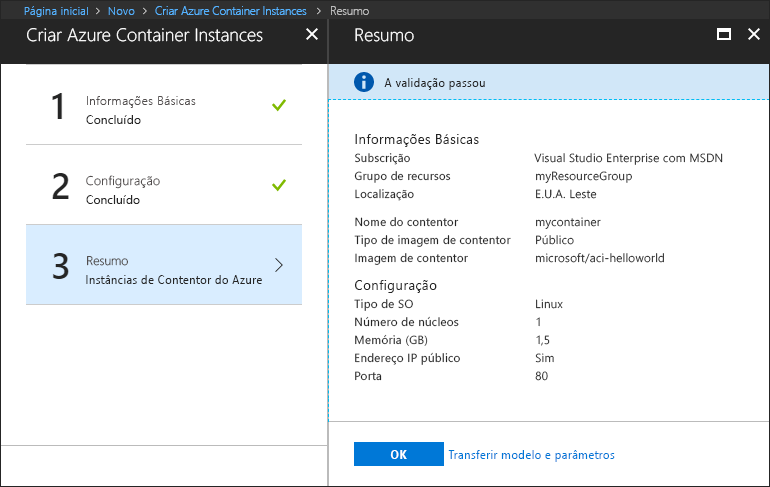 Página inicial > Novo > Criar Azure Container Instances > Resumo
Criar Azure Container Instances
1
Informações Básicas
Concluído
2
Configuração
Concluído
3
Resumo
Instâncias de Contentor do Azure
Resumo
A validação passou
Informações Básicas
Subscrição Visual Studio Enterprise com MSDN
Grupo de recursos myResourceGroup
Localização E.U.A. Leste
Nome do contentor mycontainer
Tipo de imagem de contentor Público
Imagem de contentor microsoft/aci-helloworld
Configuração
Tipo de SO Linux
Número de núcleos 1
Memória (GB) 1,5
Endereço IP público Sim
Porta 80
OK Transferir modelo e parâmetros